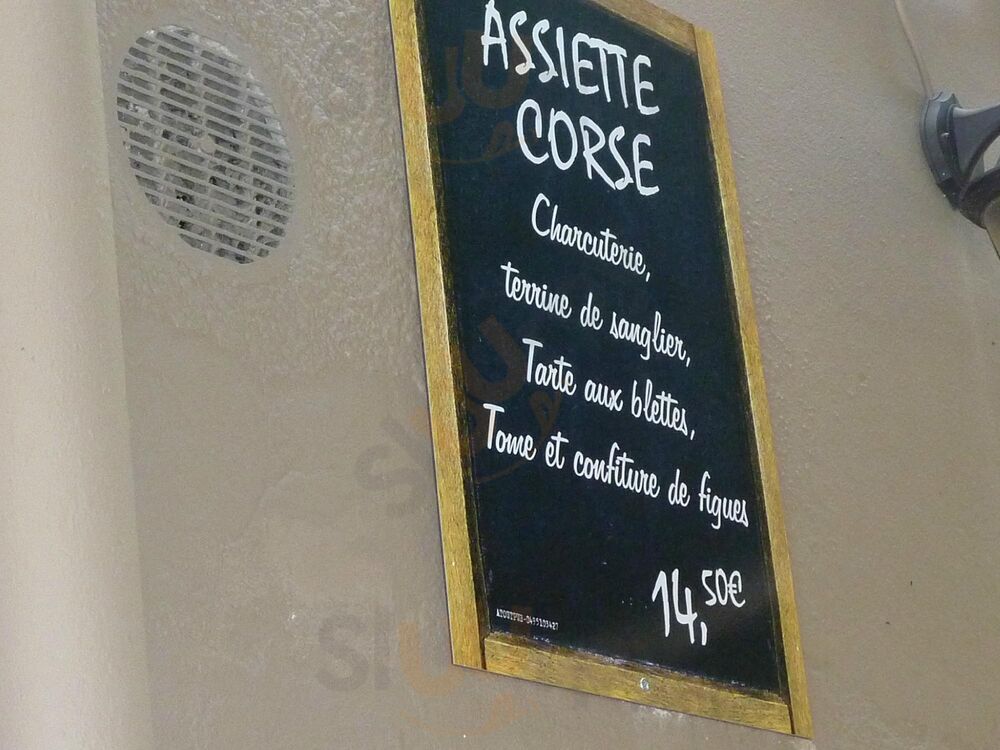 ASSIETTE
CORSE
Charcuterie,
terrine de sanglier,
Tarte aux blettes,
Tome et confiture de figues
14,50€